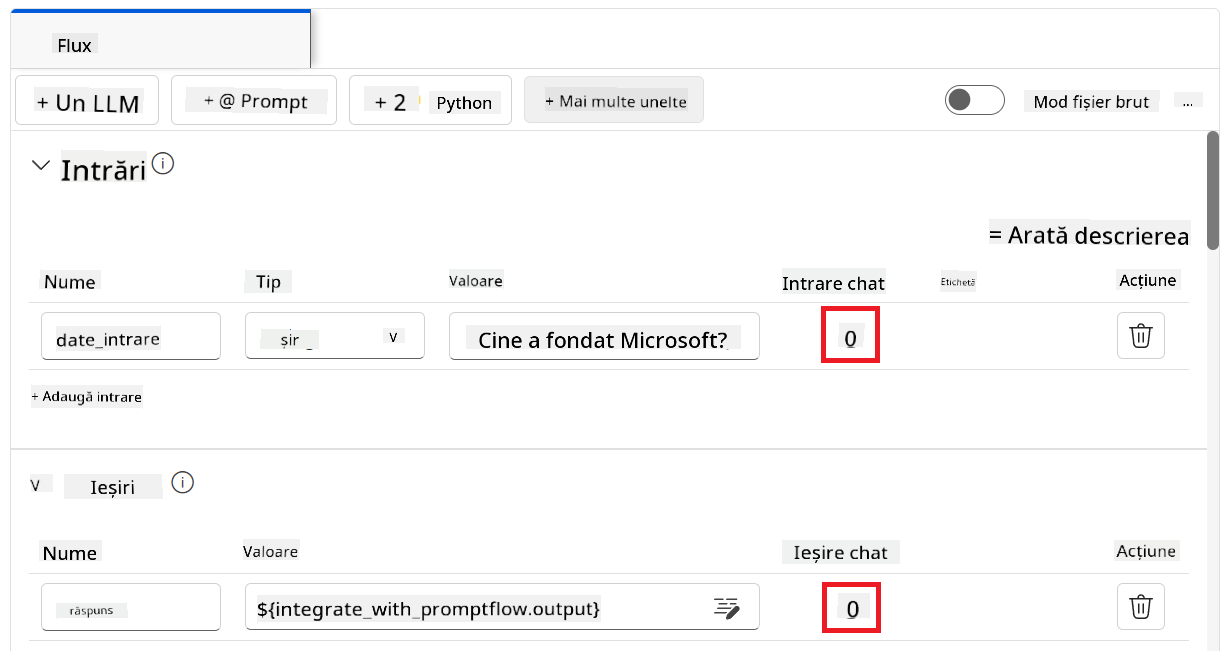 Flux
+ Un LLM + @ Prompt + 2 Python + Mai multe unelte Mod fișier brut ...
Intrări
= Arată descrierea
Nume Tip Valoare Intrare chat Etichetă Acțiune
date_intrare șir _ V Cine a fondat Microsoft? 0
+ Adaugă intrare
V Ieșiri
Nume Valoare Ieșire chat Acțiune
răspuns ${integrate_with_promptflow.output} 0